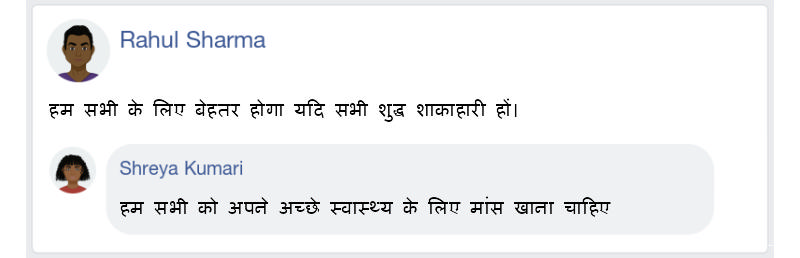 Rahul Sharma
हम सभी के लिए बेहतर होगा यदि सभी शुद्ध शाकाहारी हों।
Shreya Kumari
हम सभी को अपने अच्छे स्वास्थ्य के लिए मांस खाना चाहिए